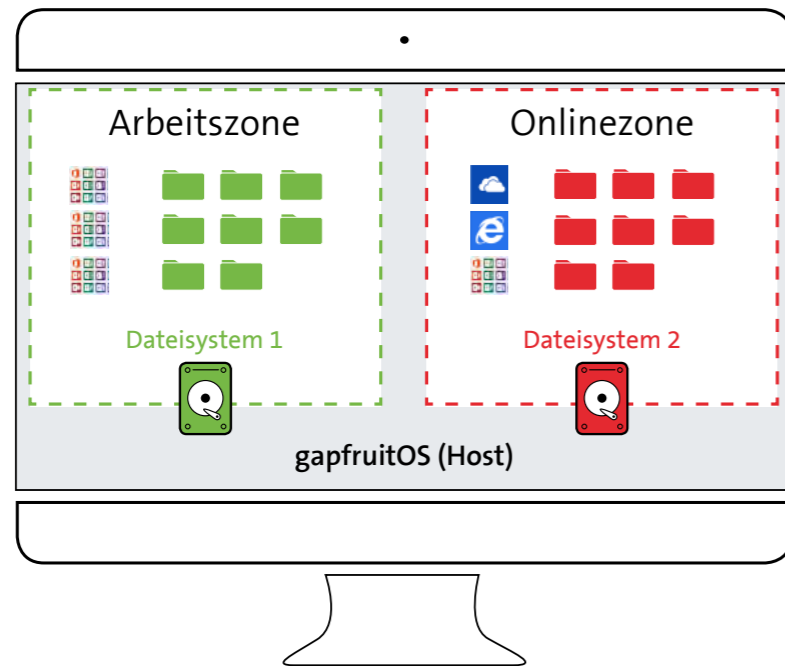 Arbeitszone
Onlinezone
Dateisystem 1
Dateisystem 2
gapfruitOS (Host)